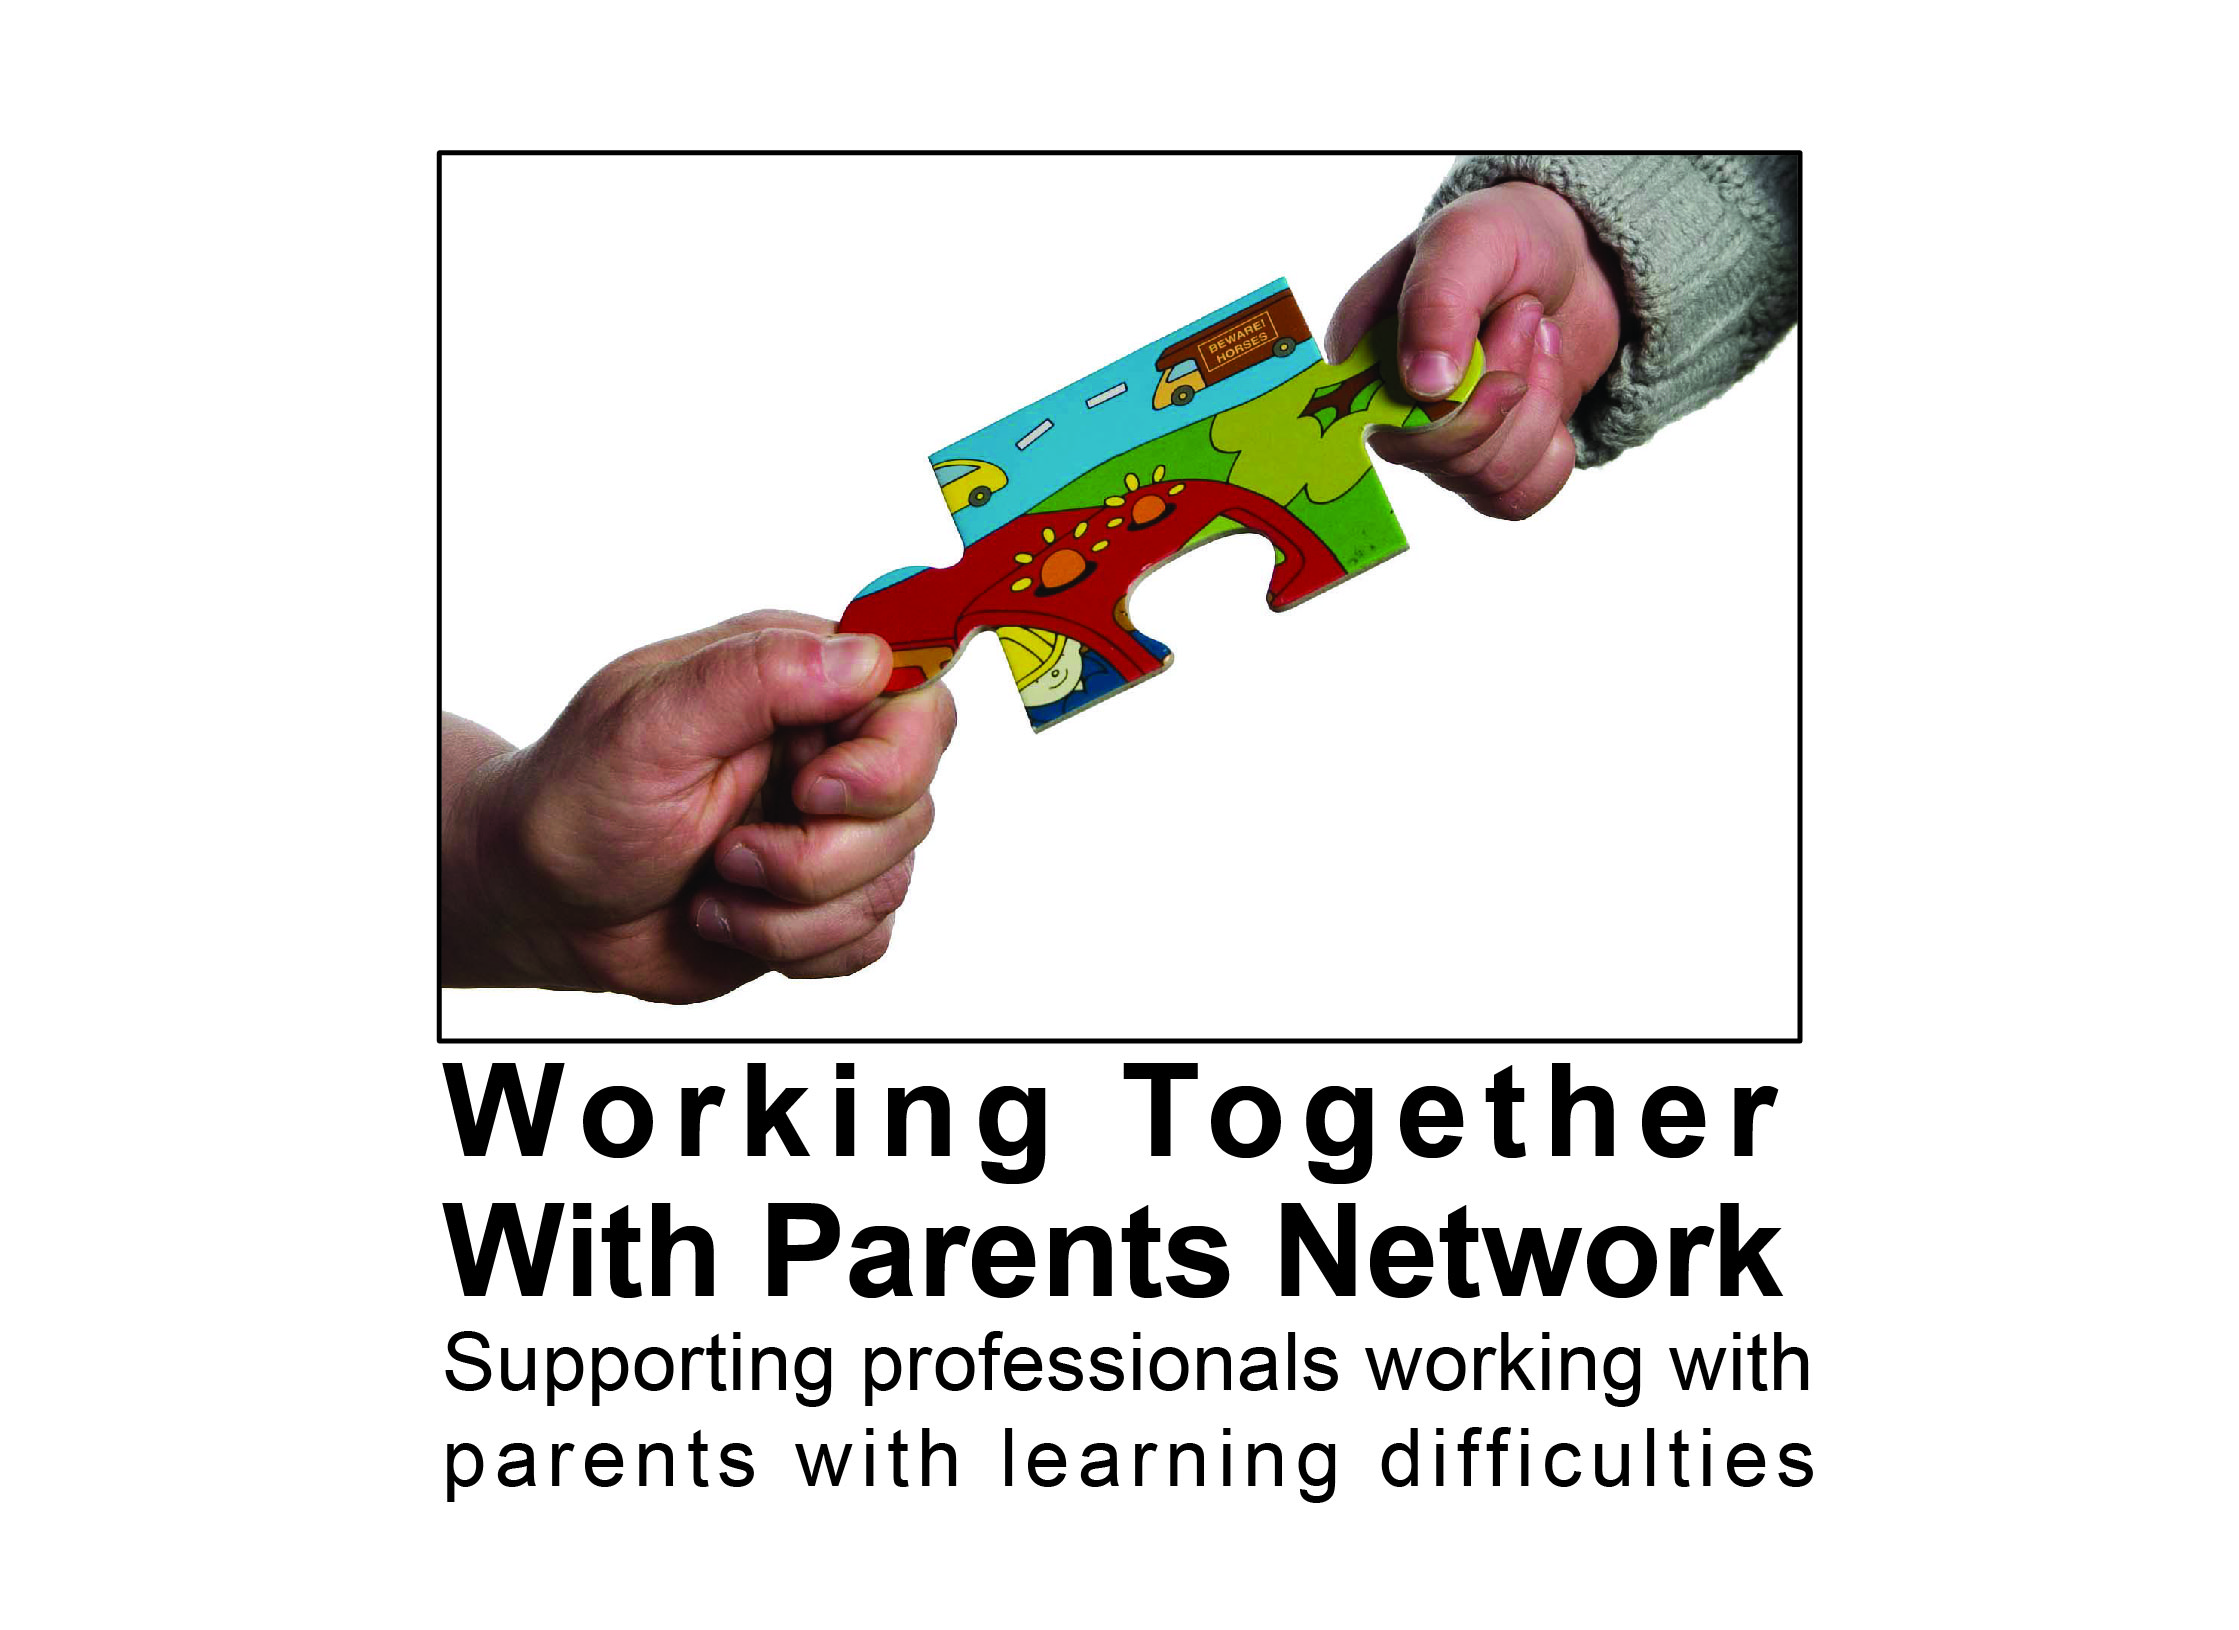 BEWARE!
HORSES
Working Together
With Parents Network
Supporting professionals working with
parents with learning difficulties